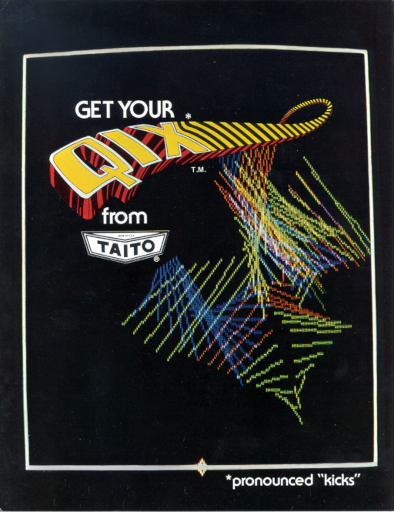 GET YOUR
QIX*
T.M.
from
TAITO®
*pronounced "kicks"